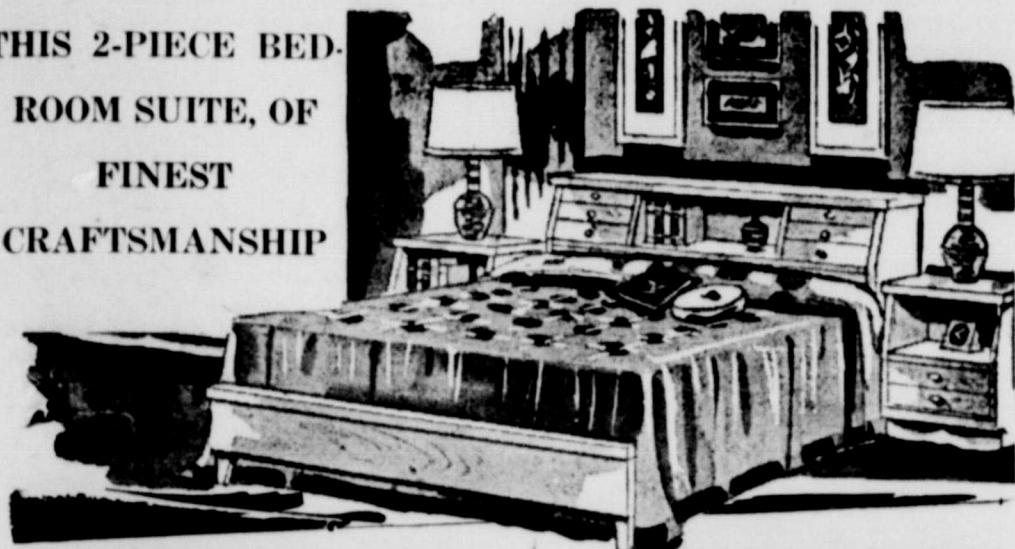 THIS 2-PIECE BED-
ROOM SUITE, OF
FINEST
CRAFTSMANSHIP